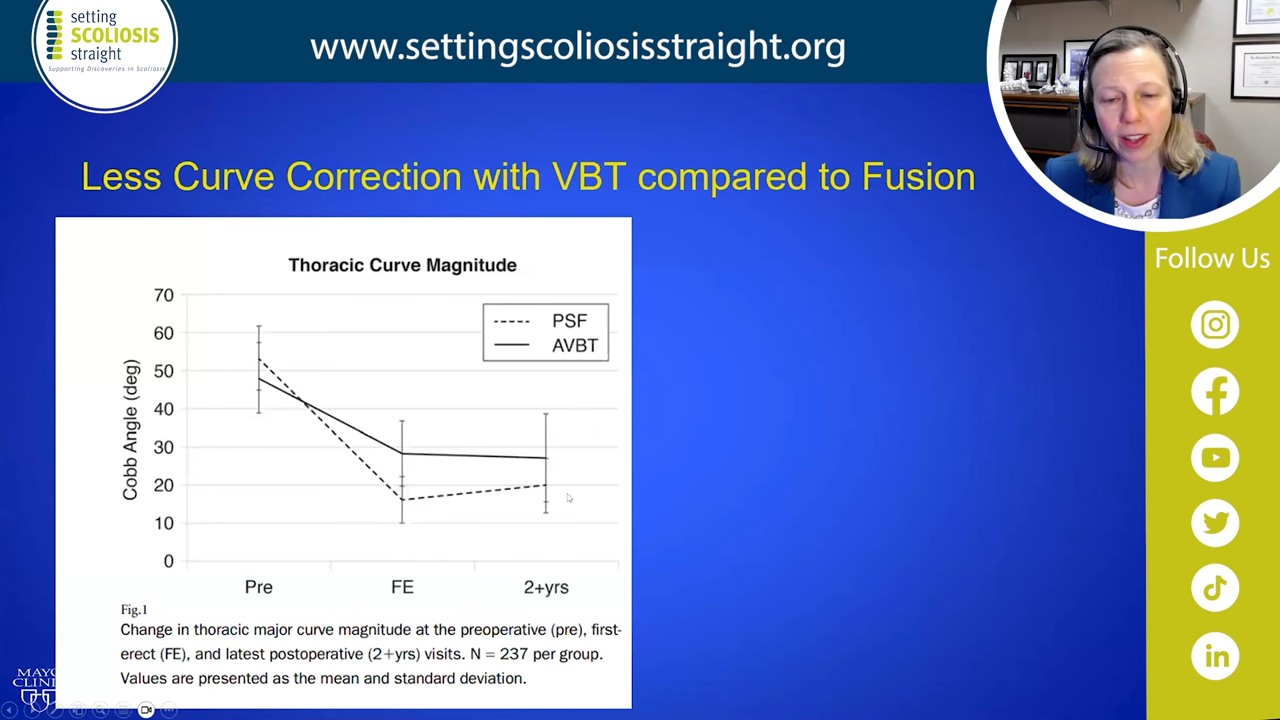 setting
SCOLIOSIS
straight
Supporting Discoveries in Scoliosis
www.settingscoliosisstraight.org
Less Curve Correction with VBT compared to Fusion
Thoracic Curve Magnitude
70
60
50
40
30
20
10
0
Cobb Angle (deg)
PSF
AVBT
Pre
FE
2+yrs
Fig.1
Change in thoracic major curve magnitude at the preoperative (pre), first-
erect (FE), and latest postoperative (2+yrs) visits. N = 237 per group.
Values are presented as the mean and standard deviation.
Follow Us